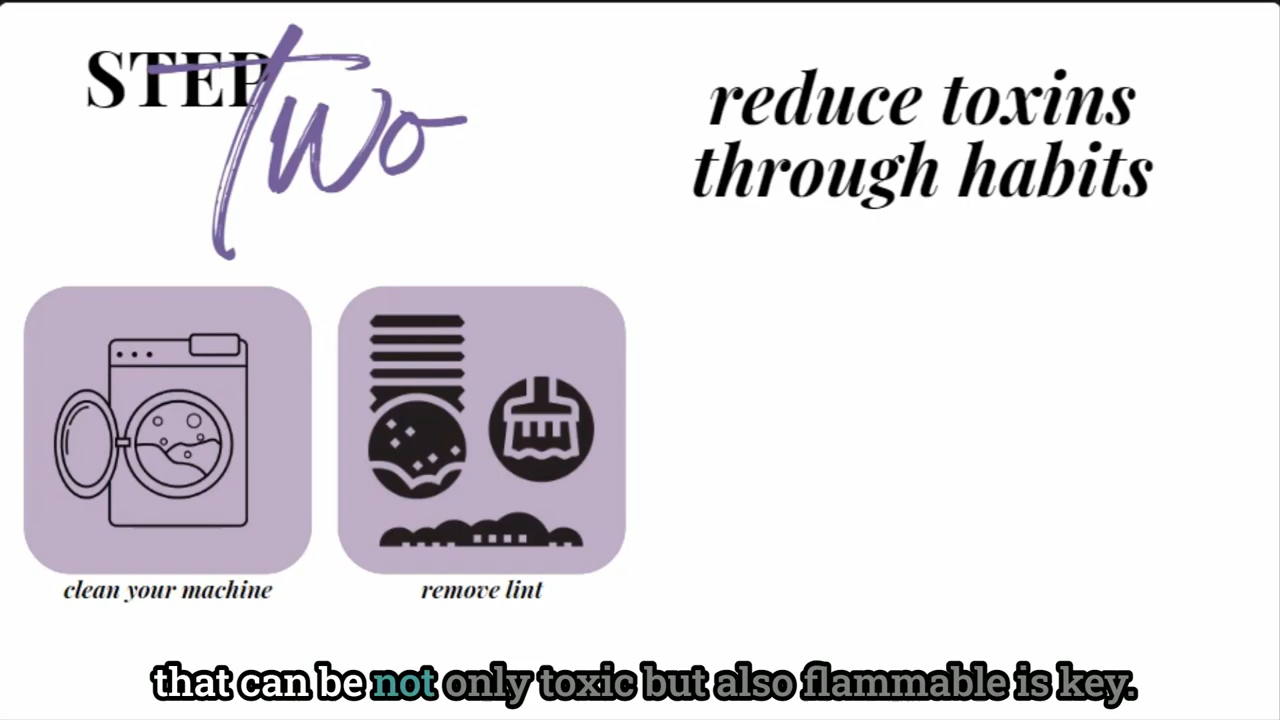 STEP two
reduce toxins
through habits
clean your machine
remove lint
that can be not only toxic but also flammable is key.